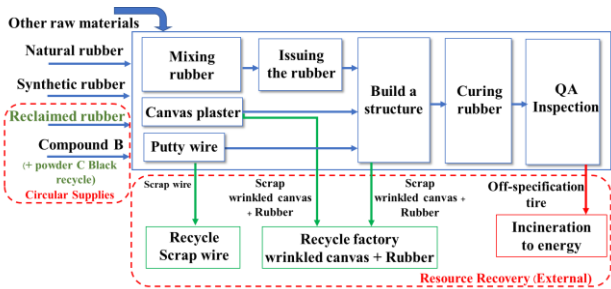 Other raw materials
Natural rubber
Synthetic rubber
Reclaimed rubber
Compound B
(+ powder C Black
recycle)
Circular Supplies
Mixing
rubber
Issuing
the rubber
Canvas plaster
Putty wire
Build a
structure
Curing
rubber
QA
Inspection
Scrap wire
Scrap
wrinkled canvas
+ Rubber
Scrap
wrinkled canvas +
Rubber
Off-specification
tire
Recycle
Scrap wire
Recycle factory
wrinkled canvas + Rubber
Incineration
to energy
Resource Recovery (External)